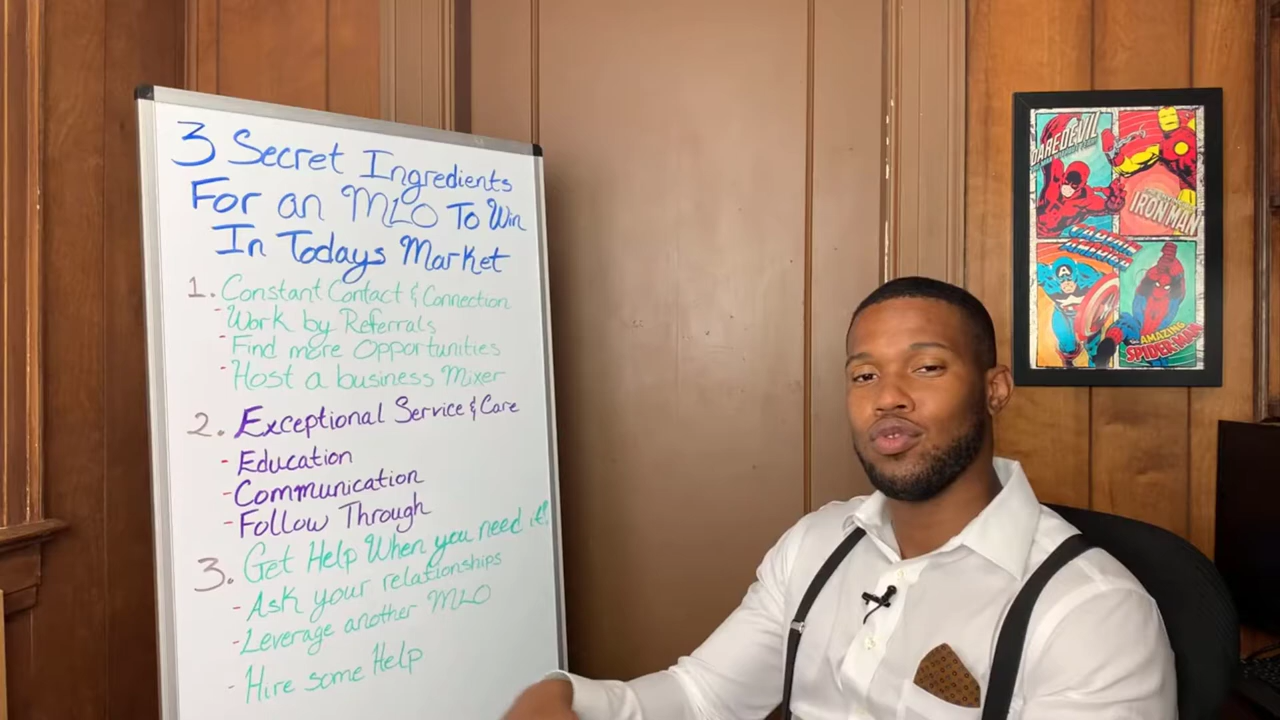 3 Secret Ingredients
For an MLO To Win
In Todays Market
1. Constant Contact & Connection
- Work by Referrals
- Find more Opportunities
- Host a business Mixer
2. Exceptional Service & Care
- Education
- Communication
- Follow Through
3. Get Help When you need it!
- Ask your relationships
- Leverage another MLO
- Hire some Help
DAREDEVIL
IRON MAN
CAPTAIN
AMERICA
A
AMAZING
SPIDER-MAN